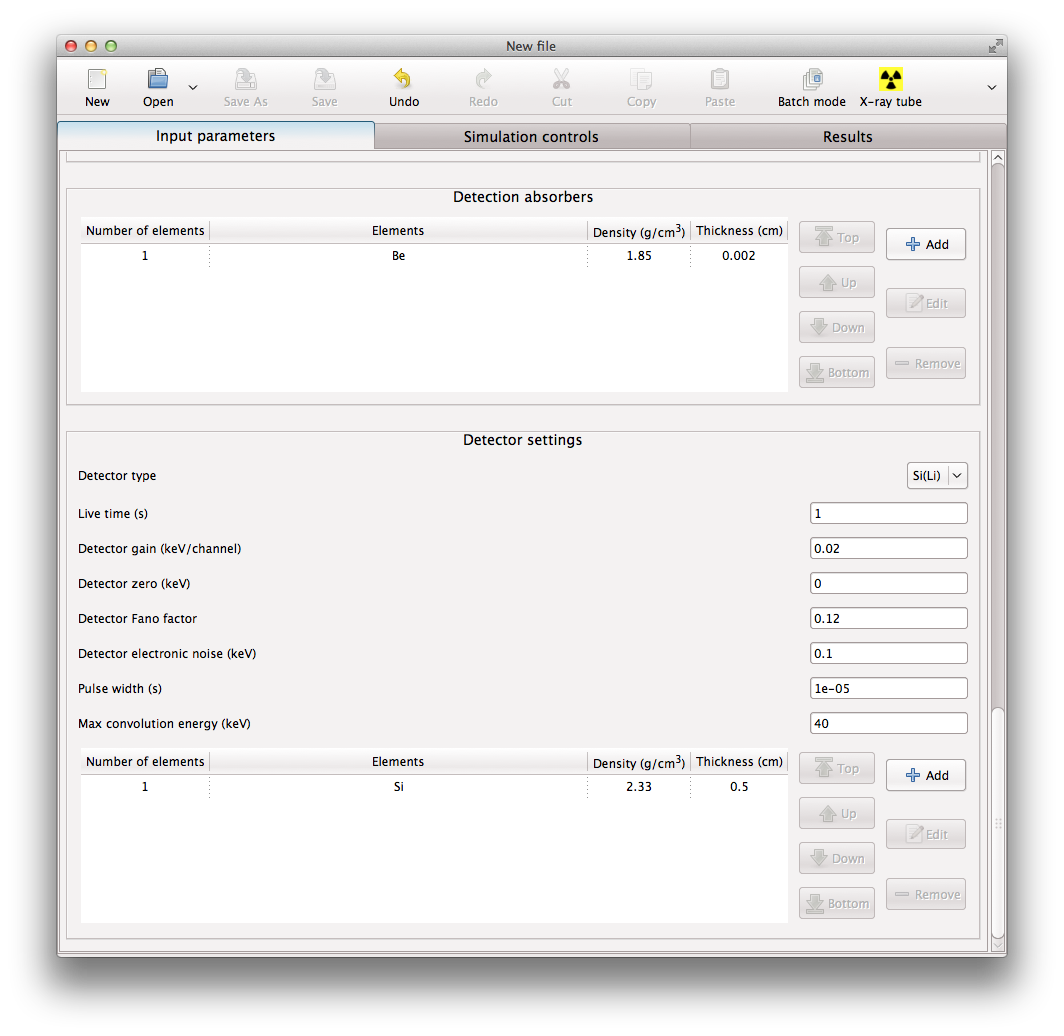 New file
New Open Save As Save Undo Redo Cut Copy Paste Batch mode X-ray tube
Input parameters Simulation controls Results
Detection absorbers
Number of elements Elements Density (g/cm³) Thickness (cm)
1 Be 1.85 0.002
Top
Add
Up
Edit
Down
Remove
Bottom
Detector settings
Detector type Si(Li)
Live time (s) 1
Detector gain (keV/channel) 0.02
Detector zero (keV) 0
Detector Fano factor 0.12
Detector electronic noise (keV) 0.1
Pulse width (s) 1e-05
Max convolution energy (keV) 40
Number of elements Elements Density (g/cm³) Thickness (cm)
1 Si 2.33 0.5
Top
Add
Up
Edit
Down
Remove
Bottom